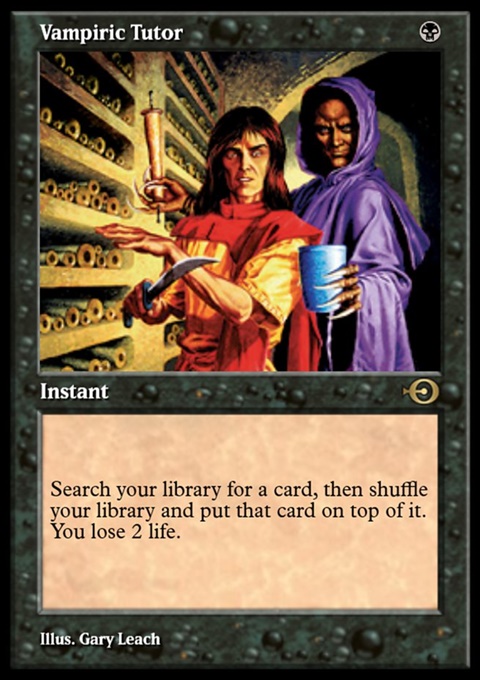 Vampiric Tutor
Instant
Search your library for a card, then shuffle
your library and put that card on top of it.
You lose 2 life.
Illus. Gary Leach